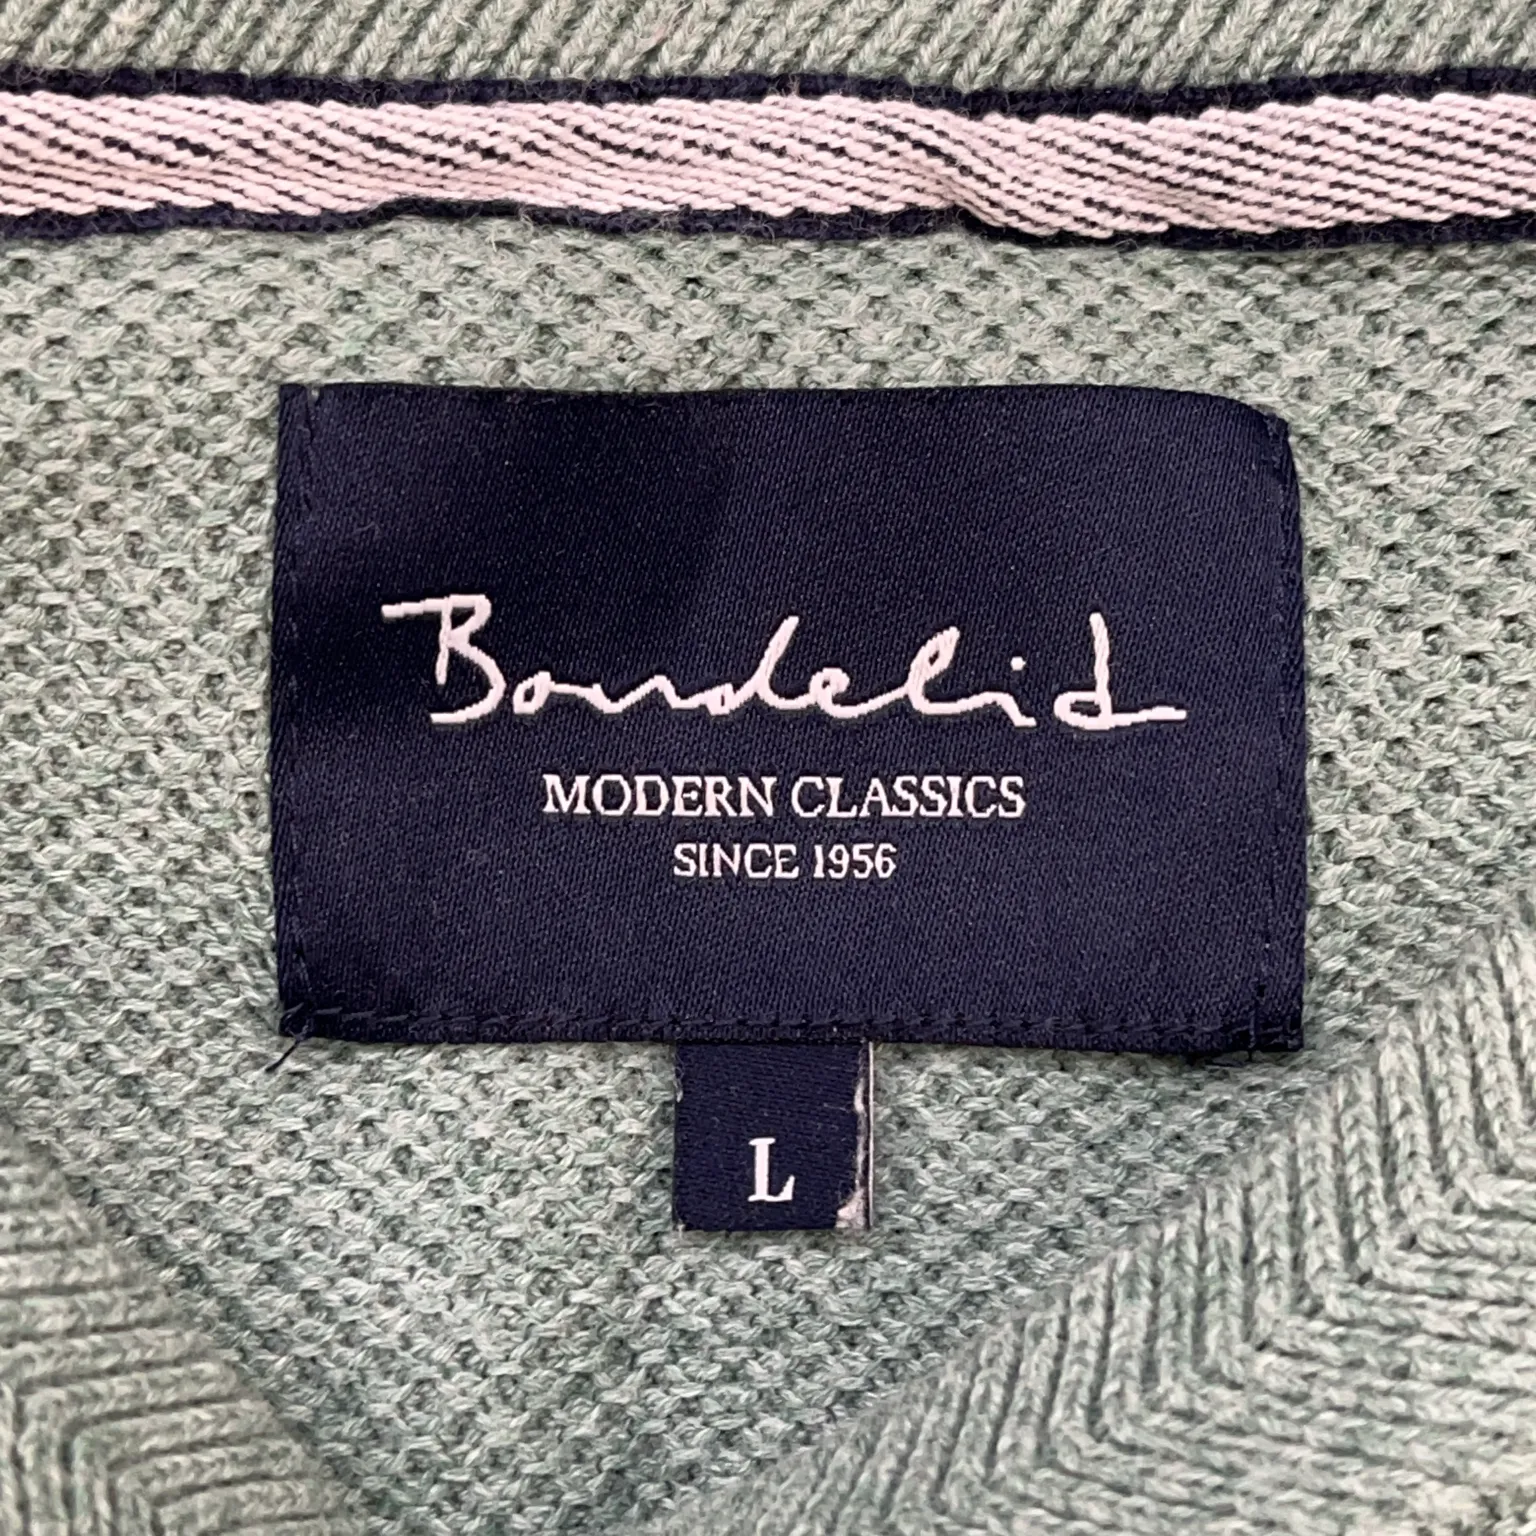 Bondelid
MODERN CLASSICS
SINCE 1956
L